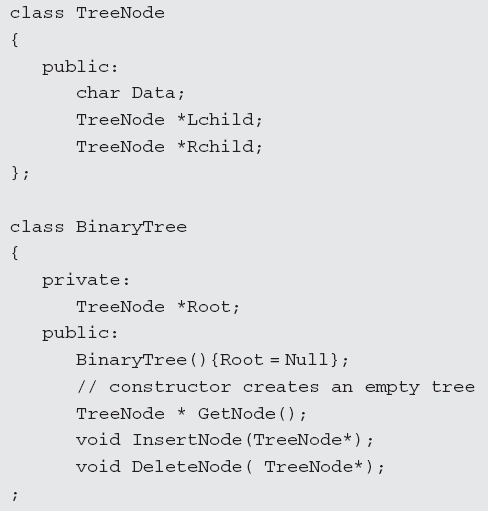 class TreeNode
{
   public:
      char Data;
      TreeNode *Lchild;
      TreeNode *Rchild;
};

class BinaryTree
{
   private:
      TreeNode *Root;
   public:
      BinaryTree(){Root = Null};
      // constructor creates an empty tree
      TreeNode * GetNode();
      void InsertNode(TreeNode*);
      void DeleteNode( TreeNode*);
;